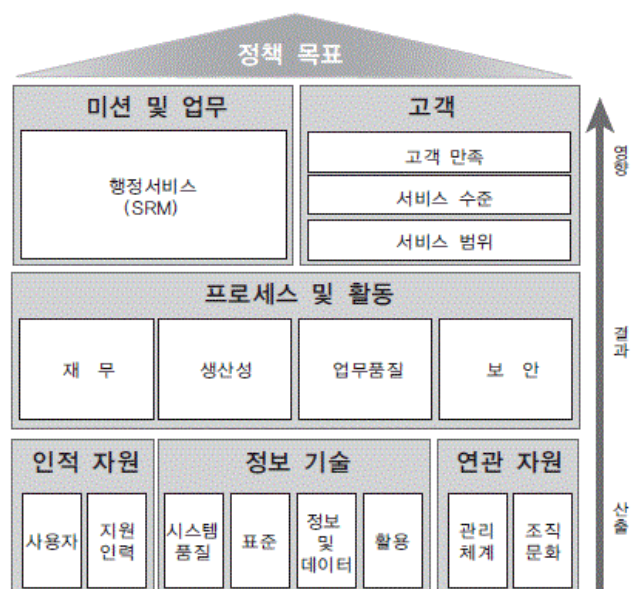 정책 목표
미션 및 업무
고객
행정서비스
(SRM)
고객 만족
서비스 수준
서비스 범위
영향
프로세스 및 활동
재 무
생산성
업무품질
보 안
결과
인적 자원
정보 기술
연관 자원
사용자
지원
인력
시스템
품질
표준
정보
및
데이터
활용
관리
체계
조직
문화
산출